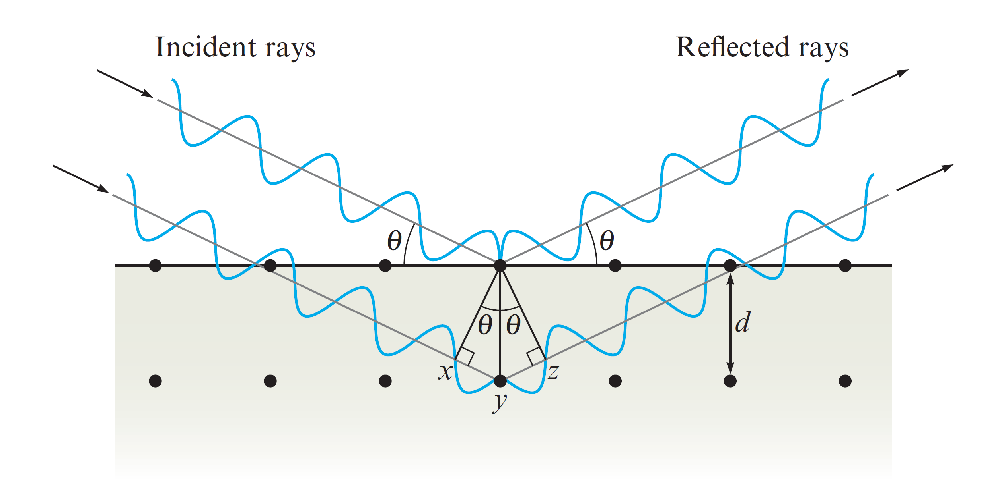 Incident rays
Reflected rays
θ
θ
d
θ
θ
x
z
y